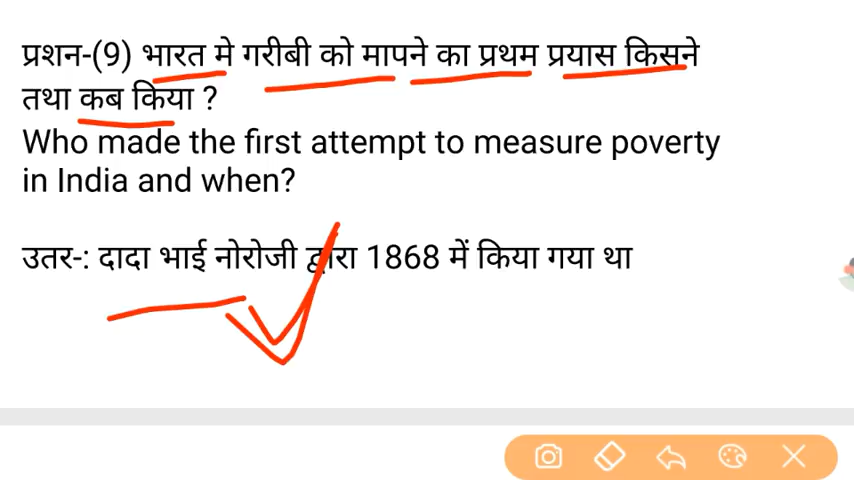 प्रशन-(9) भारत मे गरीबी को मापने का प्रथम प्रयास किसने
तथा कब किया ?
Who made the first attempt to measure poverty
in India and when?
उतर-: दादा भाई नोरोजी द्वारा 1868 में किया गया था